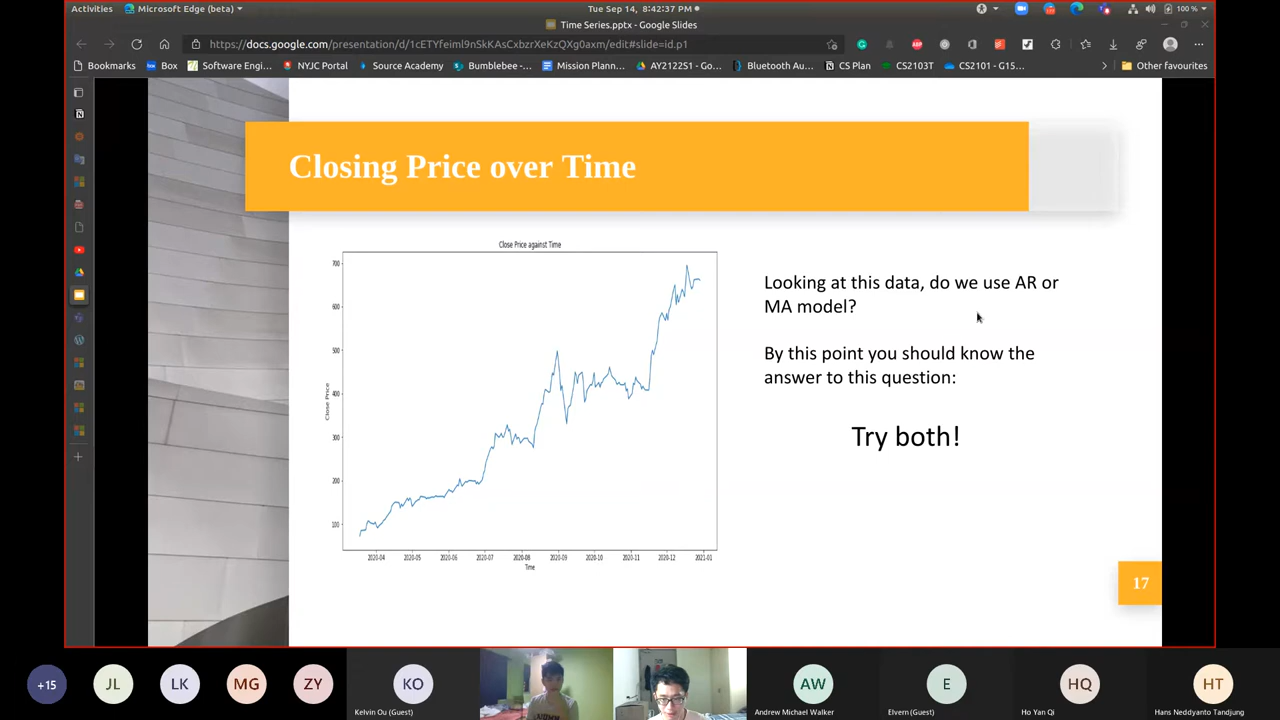 Activities
Microsoft Edge (beta)
Tue Sep 14, 8:42:37 PM
100 %
Time Series.pptx - Google Slides
https://docs.google.com/presentation/d/1cETYfeiml9nSkKAsCxbzrXeKzQXg0axm/edit#slide=id.p1
Bookmarks
Box
Software Engi...
NYJC Portal
Source Academy
Bumblebee -...
Mission Plann...
AY2122S1 - Go...
Bluetooth Au...
CS Plan
CS2103T
CS2101 - G15...
Other favourites
Closing Price over Time
Close Price against Time
700
600
500
400
300
200
100
Close Price
2020-04
2020-05
2020-06
2020-07
2020-08
2020-09
2020-10
2020-11
2020-12
2021-01
Time
Looking at this data, do we use AR or
MA model?
By this point you should know the
answer to this question:
Try both!
17
+15
JL
LK
MG
ZY
KO
Kelvin Ou (Guest)
AW
Andrew Michael Walker
E
Elvern (Guest)
HQ
Ho Yan Qi
HT
Hans Neddyanto Tandjung